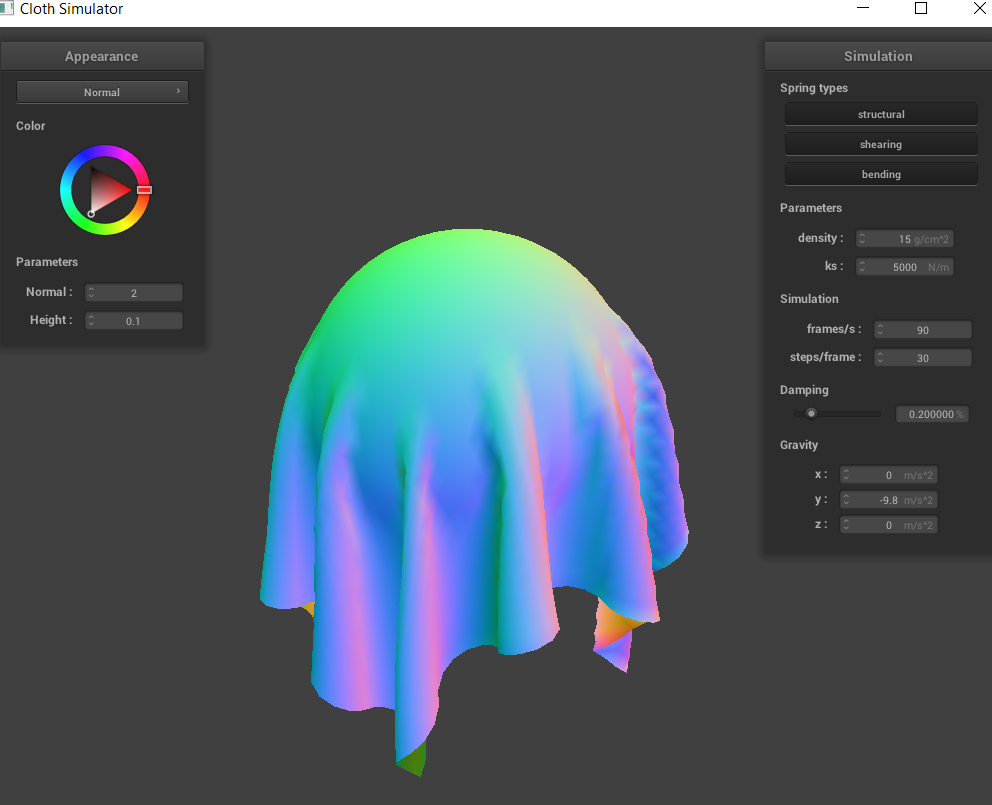 Cloth Simulator
Appearance
Normal
Color
Parameters
Normal : 2
Height : 0.1
Simulation
Spring types
structural
shearing
bending
Parameters
density : 15 g/cm^2
ks : 5000 N/m
Simulation
frames/s : 90
steps/frame : 30
Damping
0.200000 %
Gravity
x : 0 m/s^2
y : -9.8 m/s^2
z : 0 m/s^2